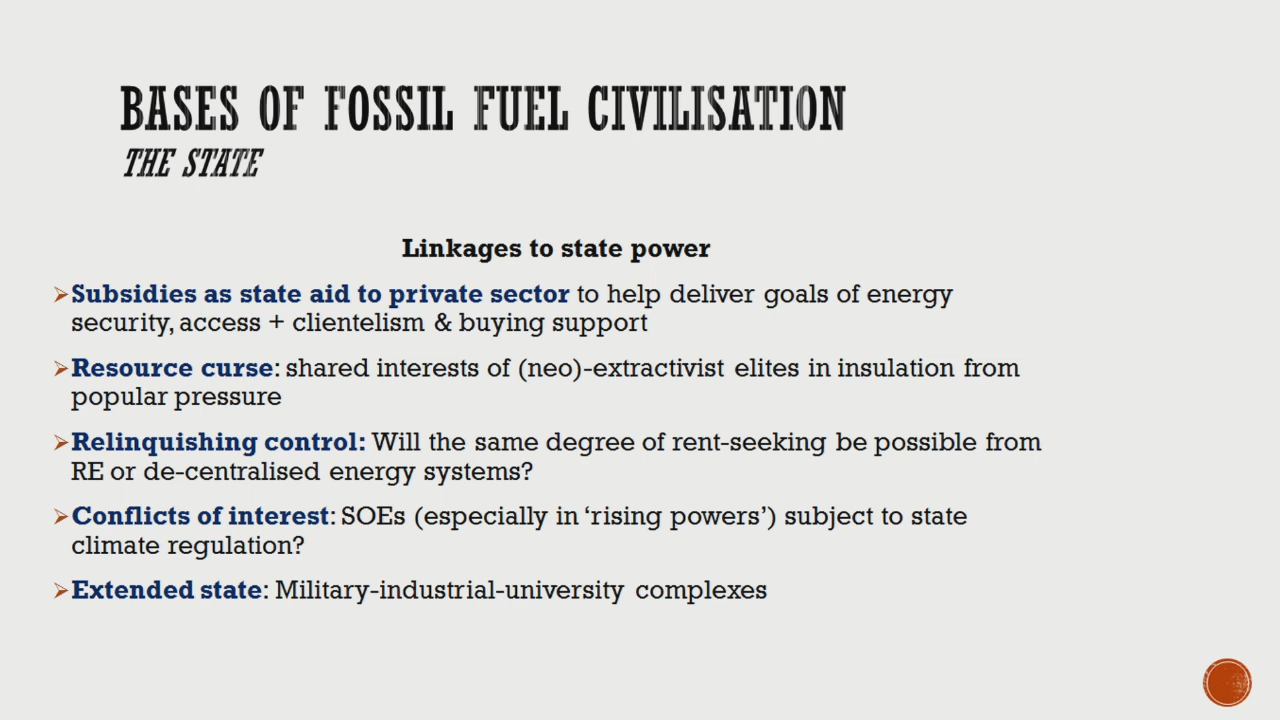 BASES OF FOSSIL FUEL CIVILISATION
THE STATE
Linkages to state power
➢Subsidies as state aid to private sector to help deliver goals of energy
security, access + clientelism & buying support
➢Resource curse: shared interests of (neo)-extractivist elites in insulation from
popular pressure
➢Relinquishing control: Will the same degree of rent-seeking be possible from
RE or de-centralised energy systems?
➢Conflicts of interest: SOEs (especially in ‘rising powers’) subject to state
climate regulation?
➢Extended state: Military-industrial-university complexes